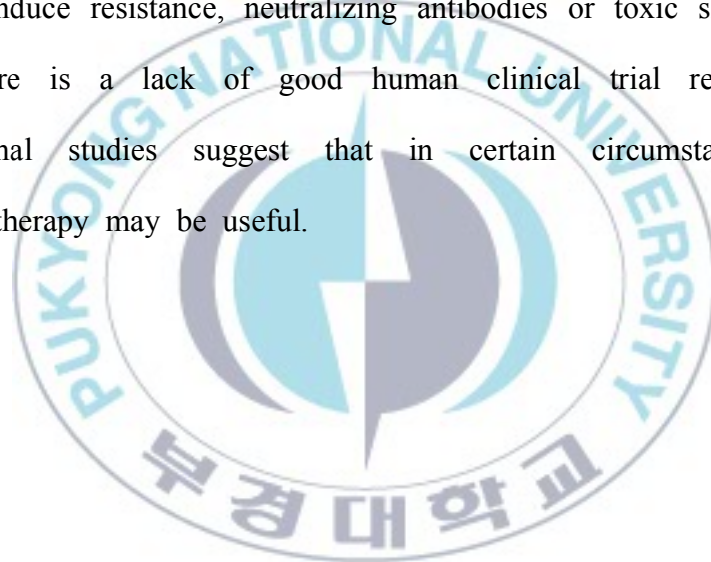 nduce resistance, neutralizing antibodies or toxic s
re is a lack of good human clinical trial re
nal studies suggest that in certain circumsta
therapy may be useful.
PUKYONG NATIONAL UNIVERSITY
부경대학교